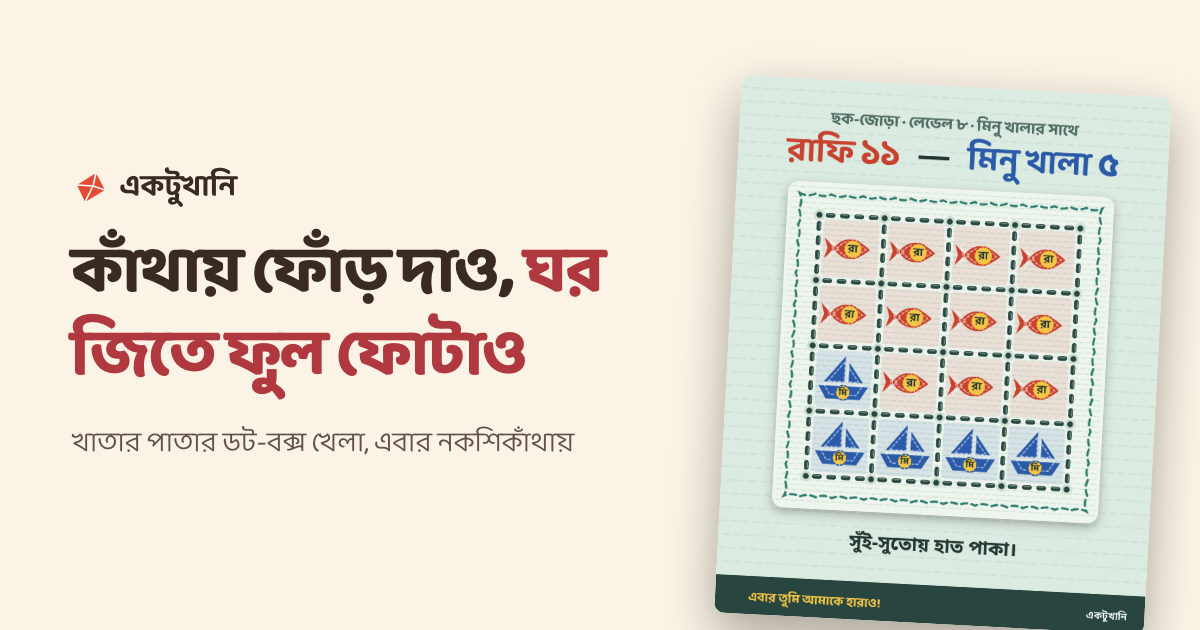 একটুখানি
কাঁথায় ফোঁড় দাও, ঘর
জিতে ফুল ফোটাও
খাতার পাতার ডট-বক্স খেলা, এবার নকশিকাঁথায়
ছক-জোড়া · লেভেল ৮ · মিনু খালার সাথে
রাফি ১১ — মিনু খালা ৫
রা রা রা রা
রা রা রা রা
মি রা রা রা
মি মি মি মি
সুঁই-সুতোয় হাত পাকা।
এবার তুমি আমাকে হারাও!
একটুখানি